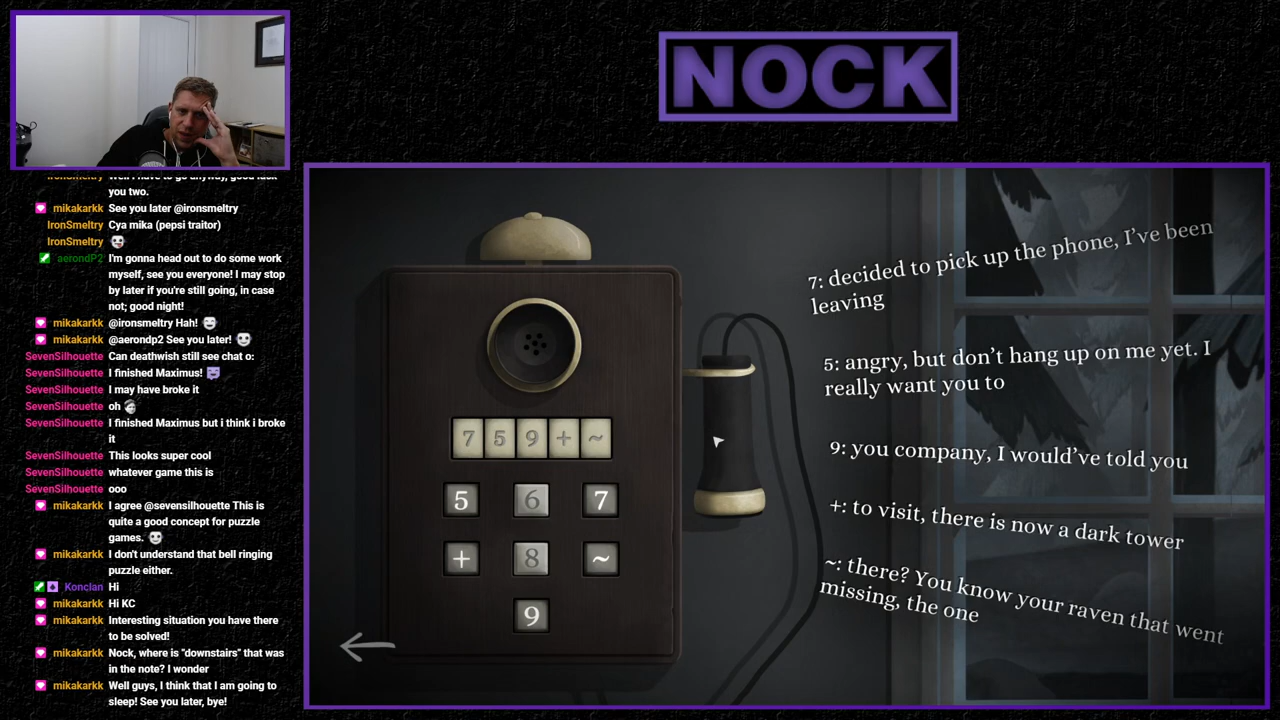 NOCK
IronSmeltry Well I have to go anyway, good luck
you two.
mikakarkk See you later @ironsmeltry
IronSmeltry Cya mika (pepsi traitor)
IronSmeltry
aerondP2 I'm gonna head out to do some work
myself, see you everyone! I may stop
by later if you're still going, in case
not; good night!
mikakarkk @ironsmeltry Hah!
mikakarkk @aerondp2 See you later!
SevenSilhouette Can deathwish still see chat o:
SevenSilhouette I finished Maximus!
SevenSilhouette I may have broke it
SevenSilhouette oh
SevenSilhouette I finished Maximus but i think i broke
it
SevenSilhouette This looks super cool
SevenSilhouette whatever game this is
SevenSilhouette ooo
mikakarkk I agree @sevensilhouette This is
quite a good concept for puzzle
games.
mikakarkk I don't understand that bell ringing
puzzle either.
Konclan Hi
mikakarkk Hi KC
mikakarkk Interesting situation you have there
to be solved!
mikakarkk Nock, where is "downstairs" that was
in the note? I wonder
mikakarkk Well guys, I think that I am going to
sleep! See you later, bye!
7 5 9 + ~
5 6 7
+ 8 ~
9
7: decided to pick up the phone, I've been
leaving
5: angry, but don't hang up on me yet. I
really want you to
9: you company, I would've told you
+: to visit, there is now a dark tower
~: there? You know your raven that went
missing, the one